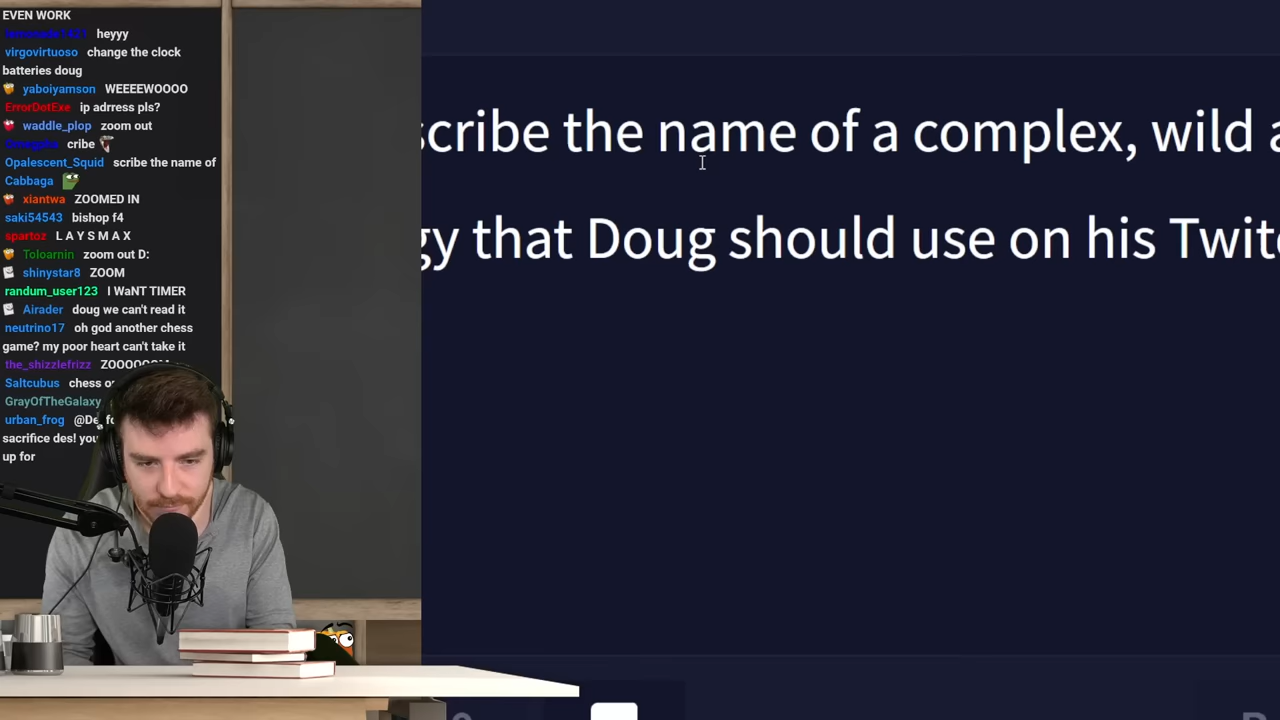 EVEN WORK
heyyy
virgovirtuoso change the clock
batteries doug
yaboiyamson WEEEEWOOOO
ErrorDotExe ip adrress pls?
waddle_plop zoom out
cribe
Opalescent_Squid scribe the name of
Cabbaga
xiantwa ZOOMED IN
saki54543 bishop f4
spartoz L A Y S M A X
Toloarnin zoom out D:
shinystar8 ZOOM
randum_user123 I WaNT TIMER
Airader doug we can't read it
neutrino17 oh god another chess
game? my poor heart can't take it
the_shizzlefrizz
Saltcubus chess
GrayOfTheGalaxy
urban_frog
sacrifice des! you
up for
scribe the name of a complex, wild a
gy that Doug should use on his Twit